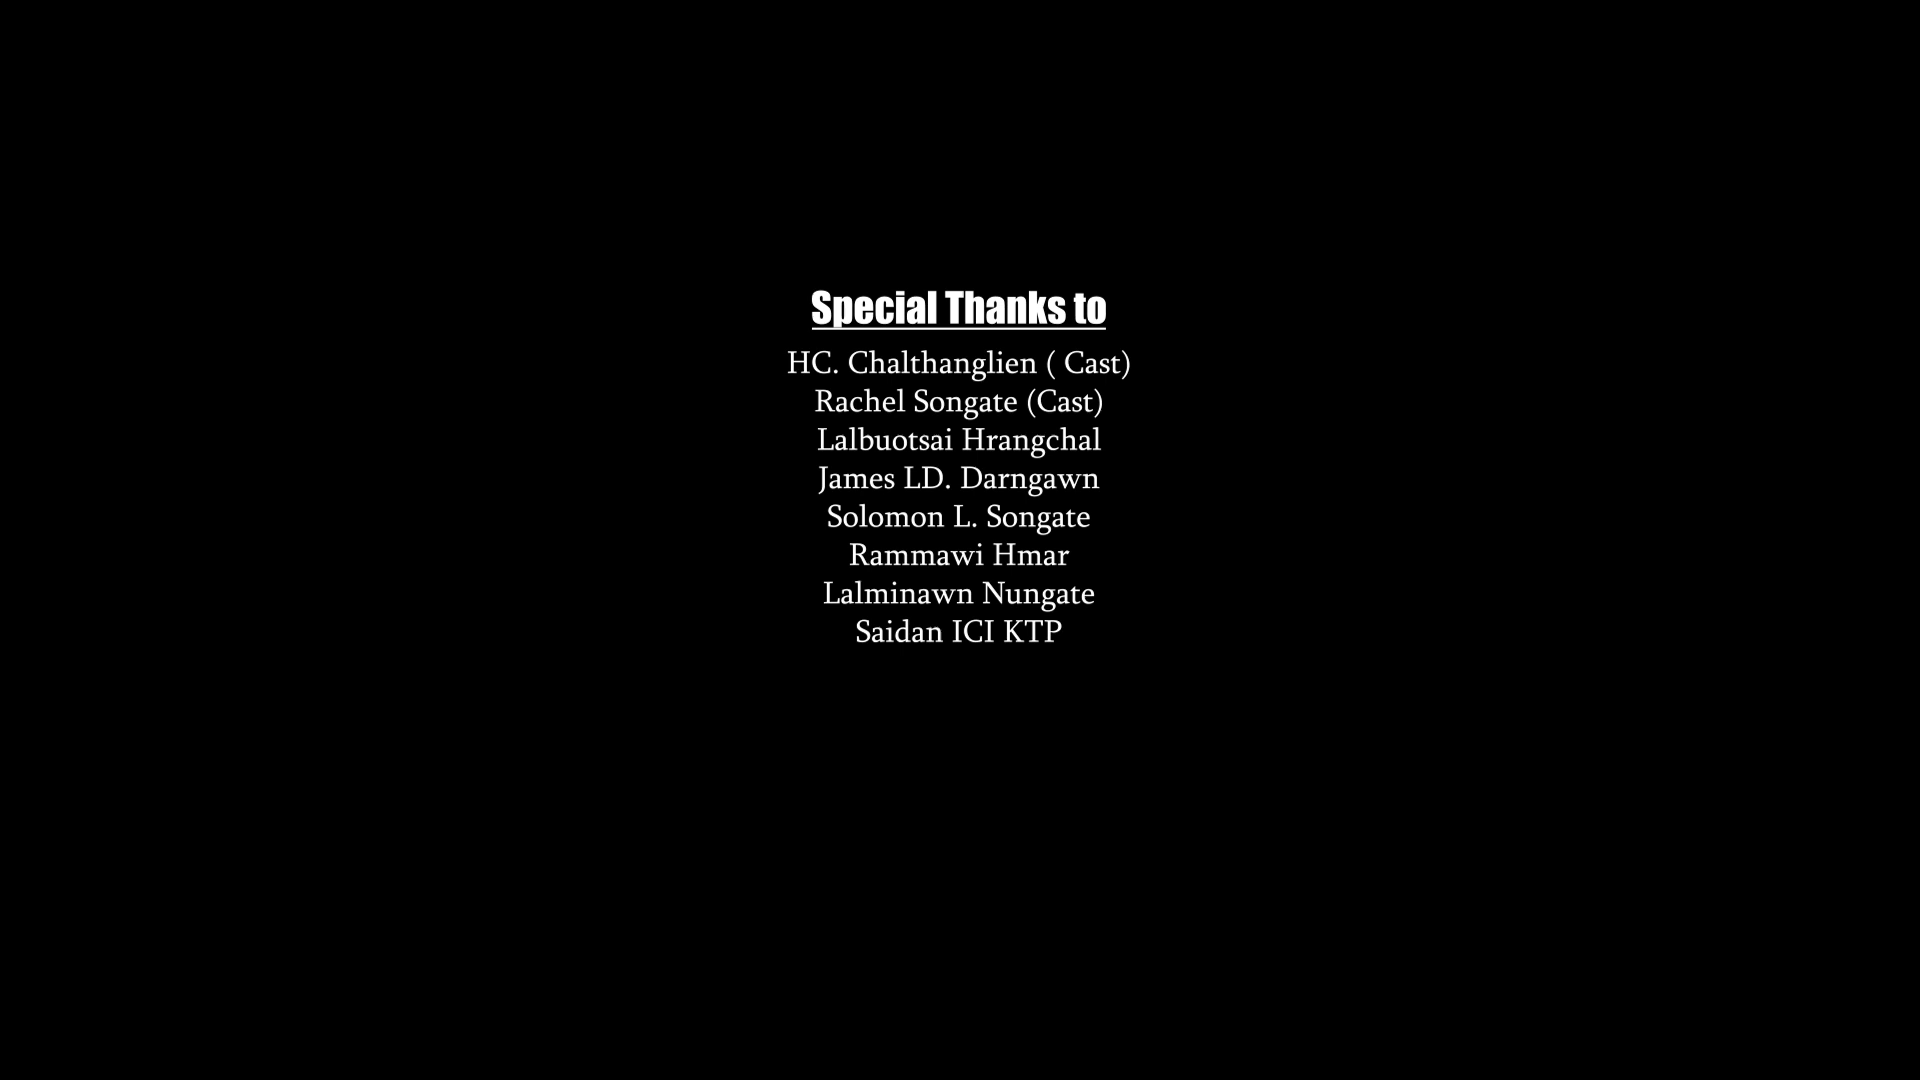 Special Thanks to
HC. Chalthanglien ( Cast)
Rachel Songate (Cast)
Lalbuotsai Hrangchal
James LD. Darngawn
Solomon L. Songate
Rammawi Hmar
Lalminawn Nungate
Saidan ICI KTP